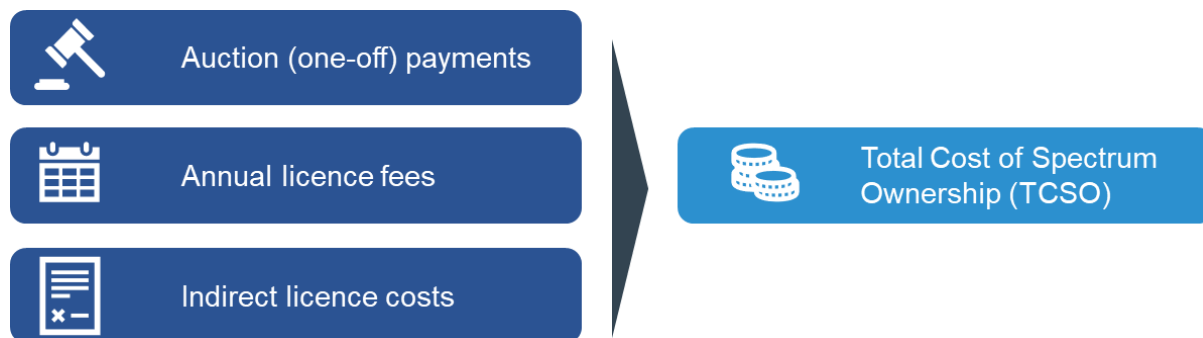 Auction (one-off) payments
Annual licence fees
Indirect licence costs
Total Cost of Spectrum
Ownership (TCSO)